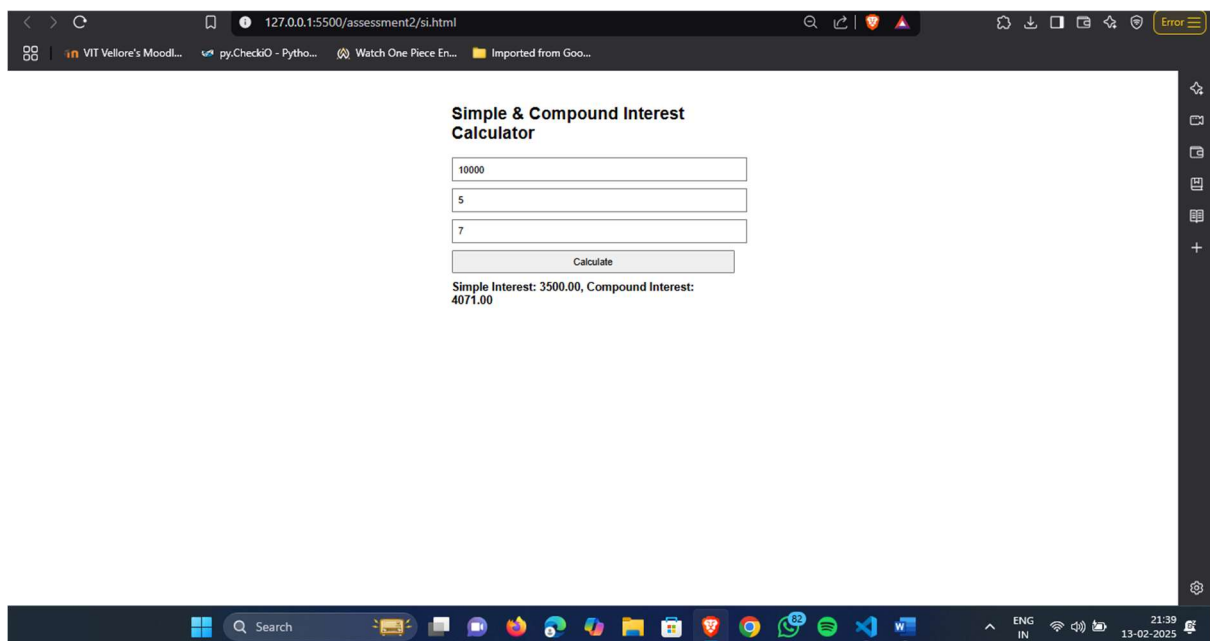 127.0.0.1:5500/assessment2/si.html
Error
VIT Vellore's Moodl... py.CheckiO - Pytho... Watch One Piece En... Imported from Goo...
Simple & Compound Interest
Calculator
10000
5
7
Calculate
Simple Interest: 3500.00, Compound Interest:
4071.00
Search
82
ENG
IN
21:39
13-02-2025